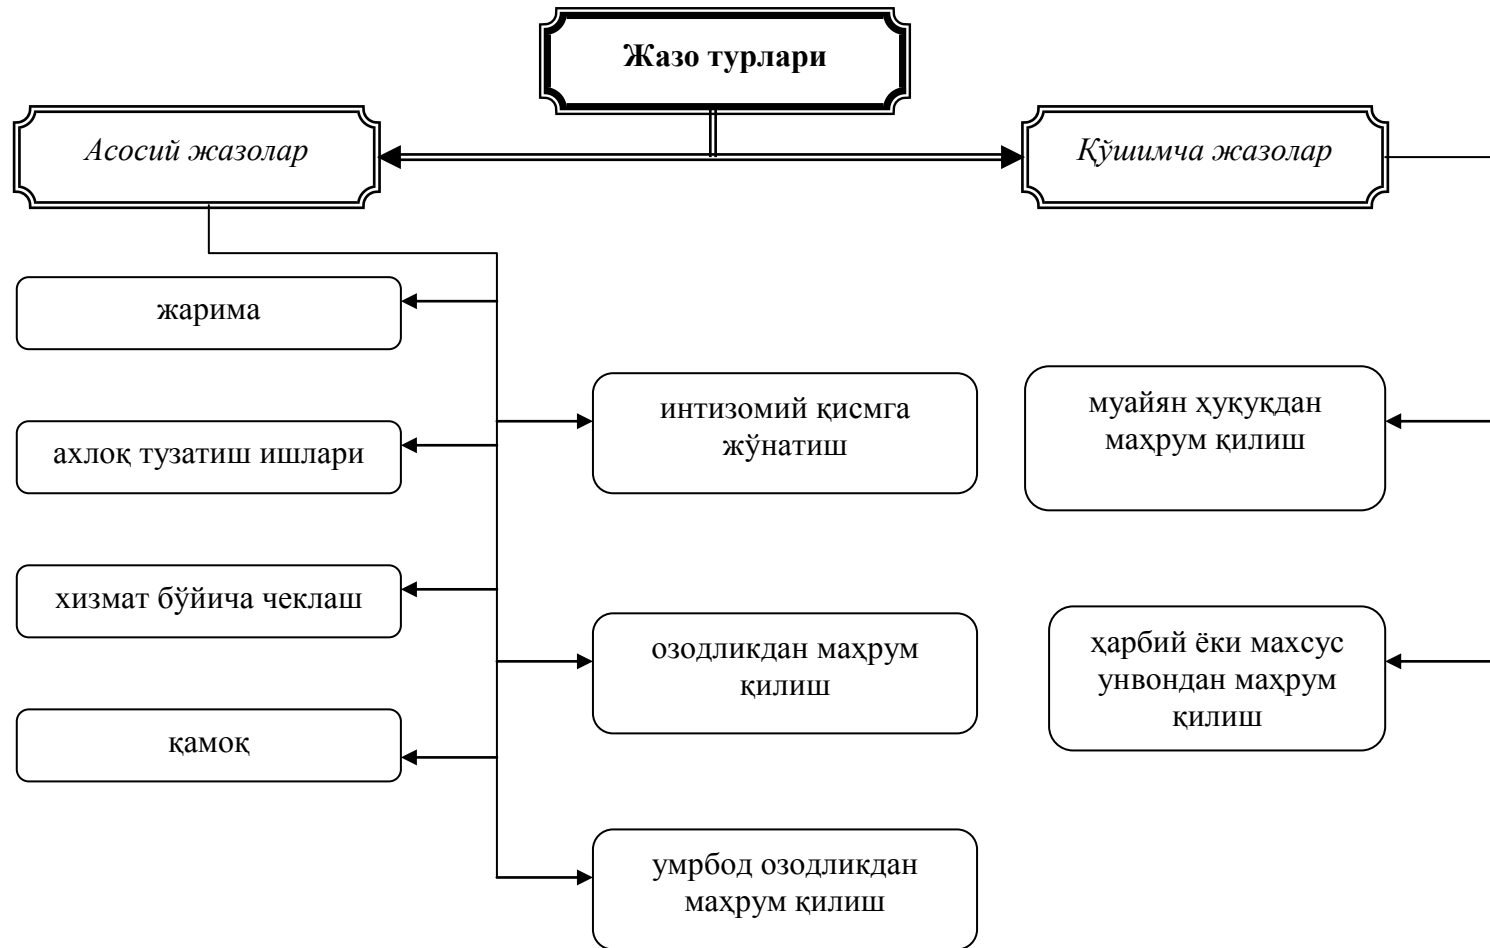 Жазо турлари
Асосий жазолар
Қўшимча жазолар
жарима
ахлоқ тузатиш ишлари
хизмат бўйича чеклаш
қамоқ
интизомий қисмга
жўнатиш
озодликдан маҳрум
қилиш
умрбод озодликдан
маҳрум қилиш
муайян ҳуқуқдан
маҳрум қилиш
ҳарбий ёки махсус
унвондан маҳрум
қилиш